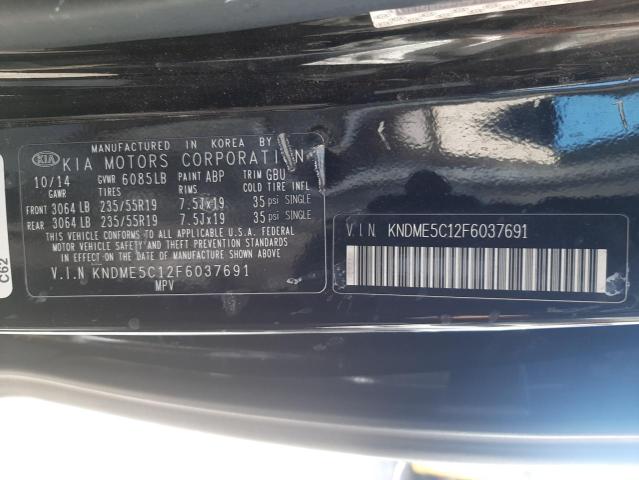 MANUFACTURED IN KOREA BY
KIA KIA MOTORS CORPORATION
10/14 GVWR 6085LB PAINT ABP TRIM GBU
GAWR TIRES RIMS COLD TIRE INFL
FRONT 3064 LB 235/55R19 7.5Jx19 35 psi SINGLE
REAR 3064 LB 235/55R19 7.5Jx19 35 psi SINGLE
THIS VEHICLE CONFORMS TO ALL APPLICABLE U.S.A. FEDERAL
MOTOR VEHICLE SAFETY BUMPER, AND THEFT PREVENTION
STANDARDS IN EFFECT ON THE DATE OF MANUFACTURE SHOWN ABOVE
V.I.N KNDME5C12F6037691
MPV
V.I.N KNDME5C12F6037691
C62